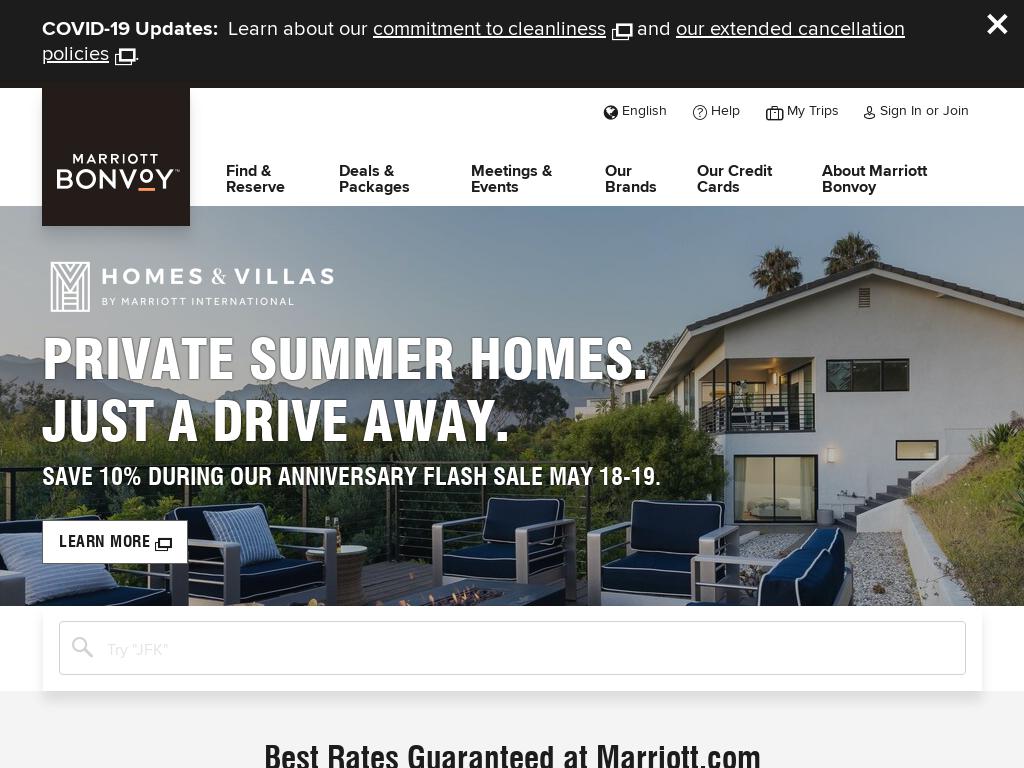 COVID-19 Updates: Learn about our commitment to cleanliness and our extended cancellation
policies.
English
Help
My Trips
Sign In or Join
MARRIOTT
BONVOY™
Find &
Reserve
Deals &
Packages
Meetings &
Events
Our
Brands
Our Credit
Cards
About Marriott
Bonvoy
HOMES & VILLAS
BY MARRIOTT INTERNATIONAL
PRIVATE SUMMER HOMES.
JUST A DRIVE AWAY.
SAVE 10% DURING OUR ANNIVERSARY FLASH SALE MAY 18-19.
LEARN MORE
Try "JFK"
Best Rates Guaranteed at Marriott.com